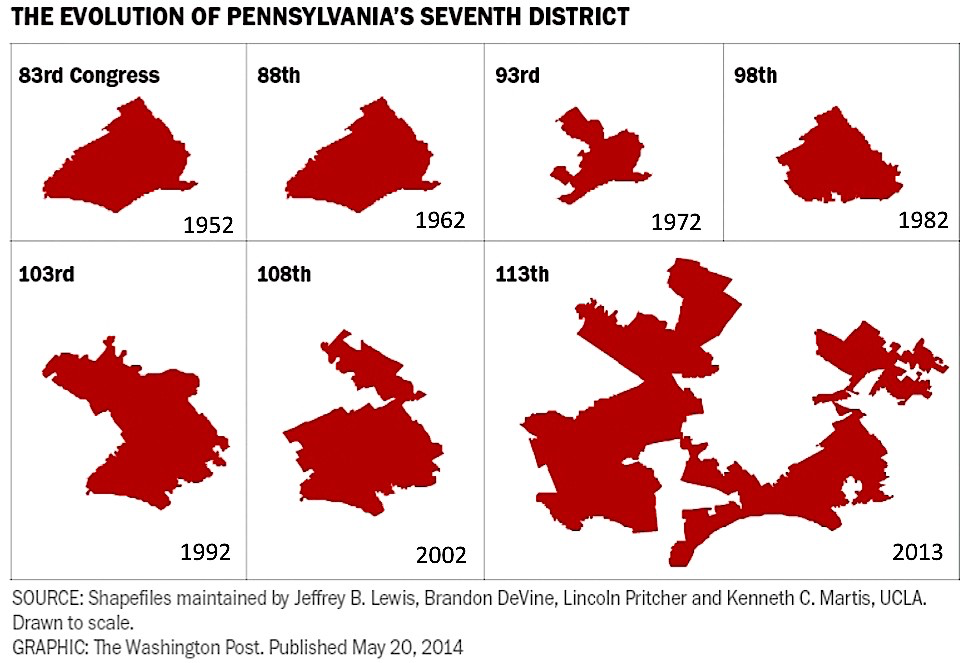 THE EVOLUTION OF PENNSYLVANIA'S SEVENTH DISTRICT
83rd Congress
1952
88th
1962
93rd
1972
98th
1982
103rd
1992
108th
2002
113th
2013
SOURCE: Shapefiles maintained by Jeffrey B. Lewis, Brandon DeVine, Lincoln Pritcher and Kenneth C. Martis, UCLA.
Drawn to scale.
GRAPHIC: The Washington Post. Published May 20, 2014